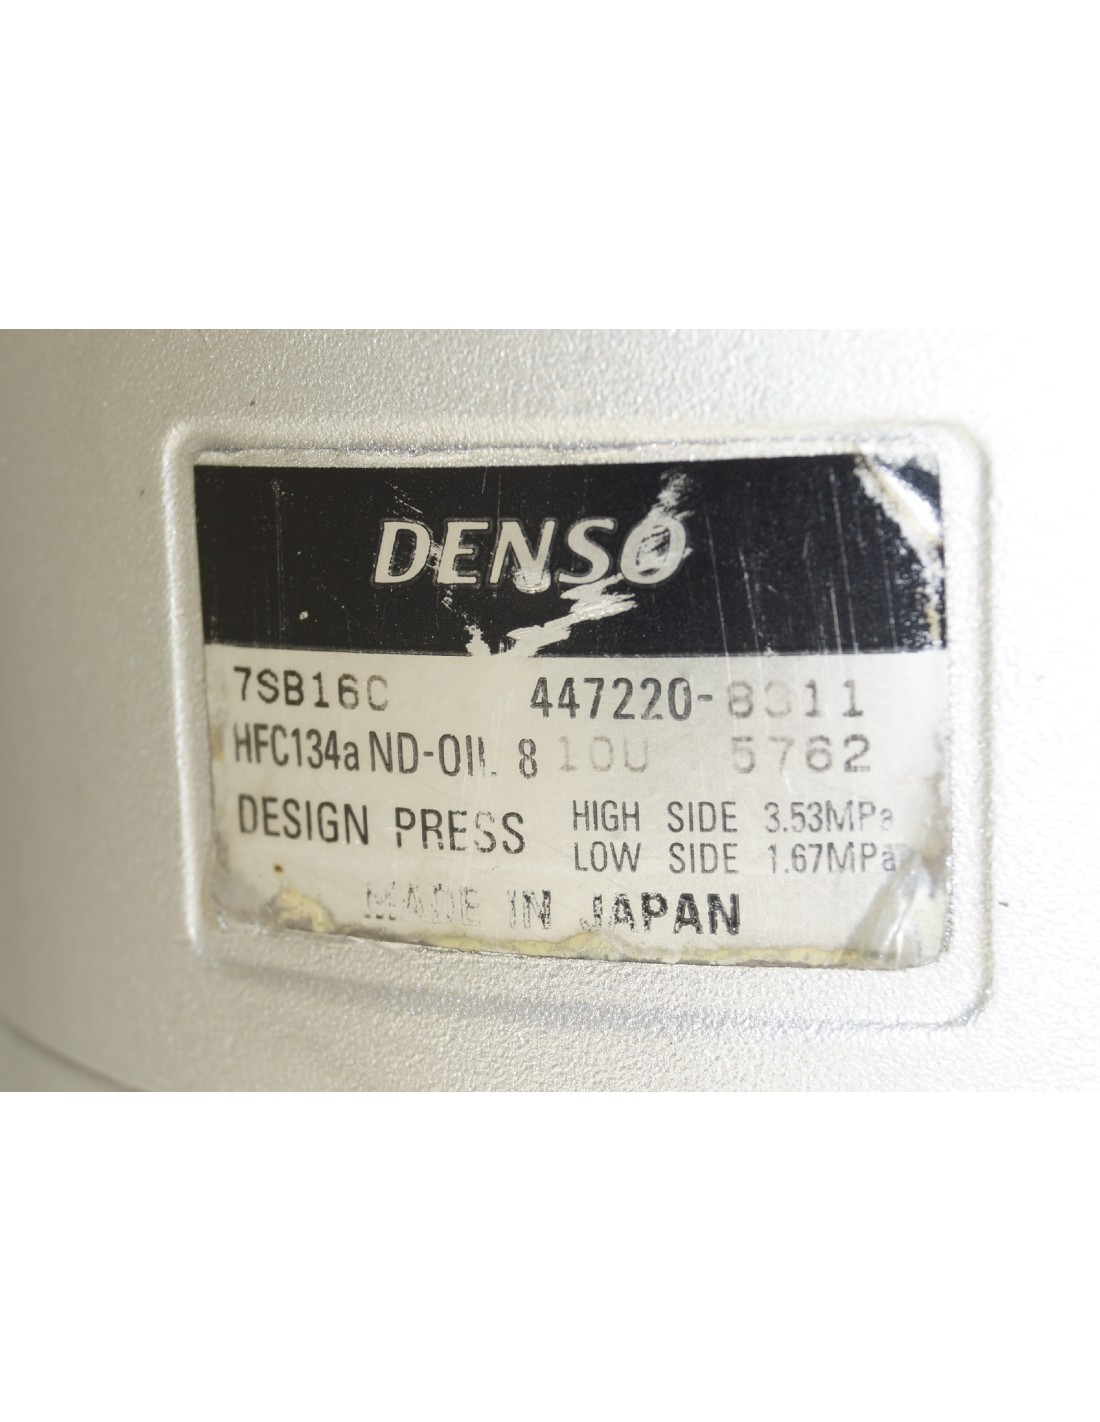 DENSO
7SB16C 447220-8311
HFC134a ND-OIL 8 10U 5762
DESIGN PRESS HIGH SIDE 3.53MPa
LOW SIDE 1.67MPa
MADE IN JAPAN